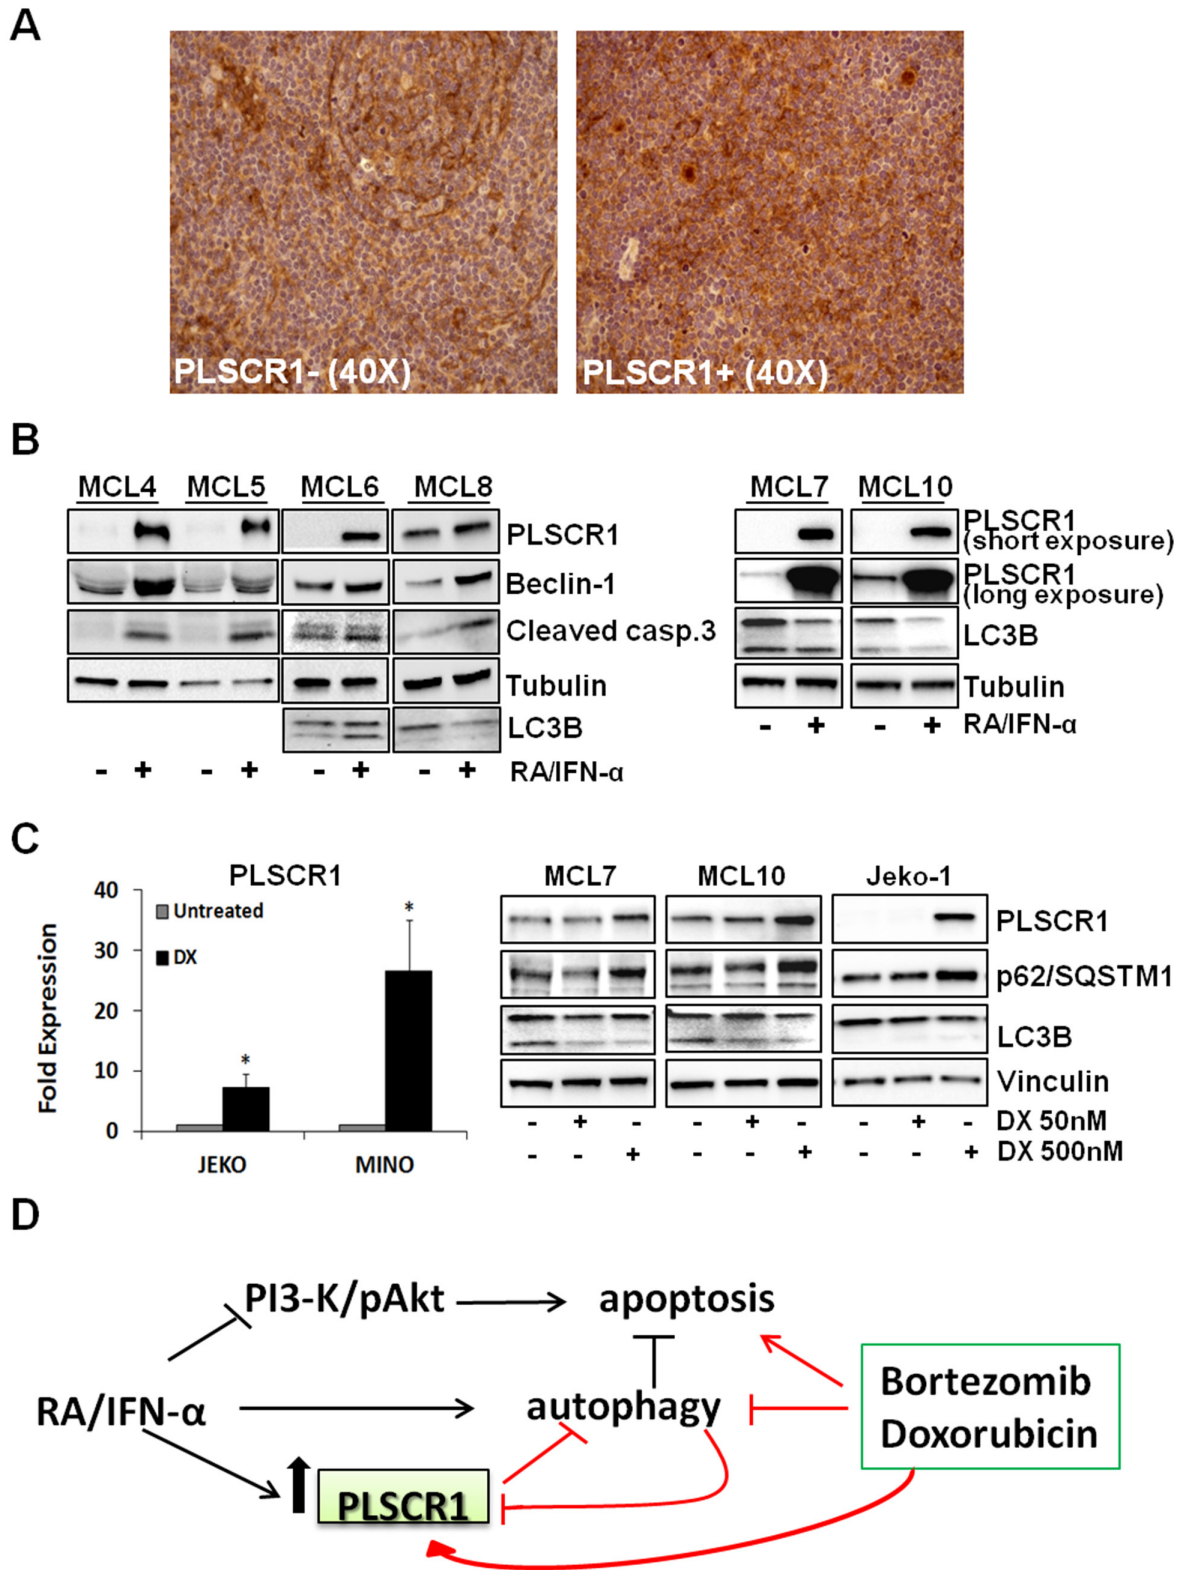 A
PLSCR1- (40X)
PLSCR1+ (40X)
B
MCL4 MCL5 MCL6 MCL8
PLSCR1
Beclin-1
Cleaved casp.3
Tubulin
LC3B
- + - + - + - + RA/IFN-α
MCL7 MCL10
PLSCR1
(short exposure)
PLSCR1
(long exposure)
LC3B
Tubulin
- + - + RA/IFN-α
C
PLSCR1
Fold Expression
40
30
20
10
0
Untreated
DX
*
*
JEKO MINO
MCL7 MCL10 Jeko-1
PLSCR1
p62/SQSTM1
LC3B
Vinculin
- + - - + - - + - DX 50nM
- - + - - + - - + DX 500nM
D
PI3-K/pAkt
apoptosis
RA/IFN-α
autophagy
Bortezomib
Doxorubicin
PLSCR1